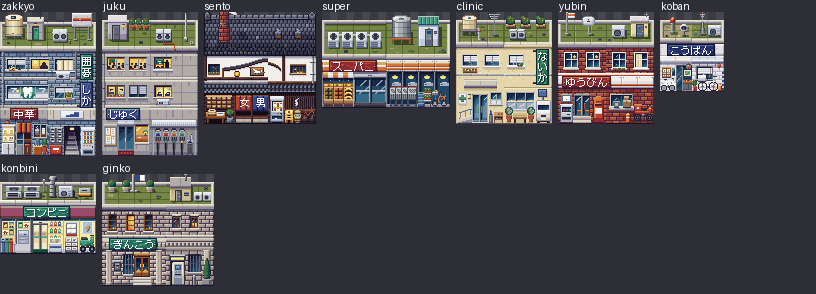 zakkyo
juku
sento
super
clinic
yubin
koban
囲碁
しか
中華
じゅく
女 男
スーパー
ないか
ゆうびん
こうばん
konbini
ginko
コンビニ
ぎんこう